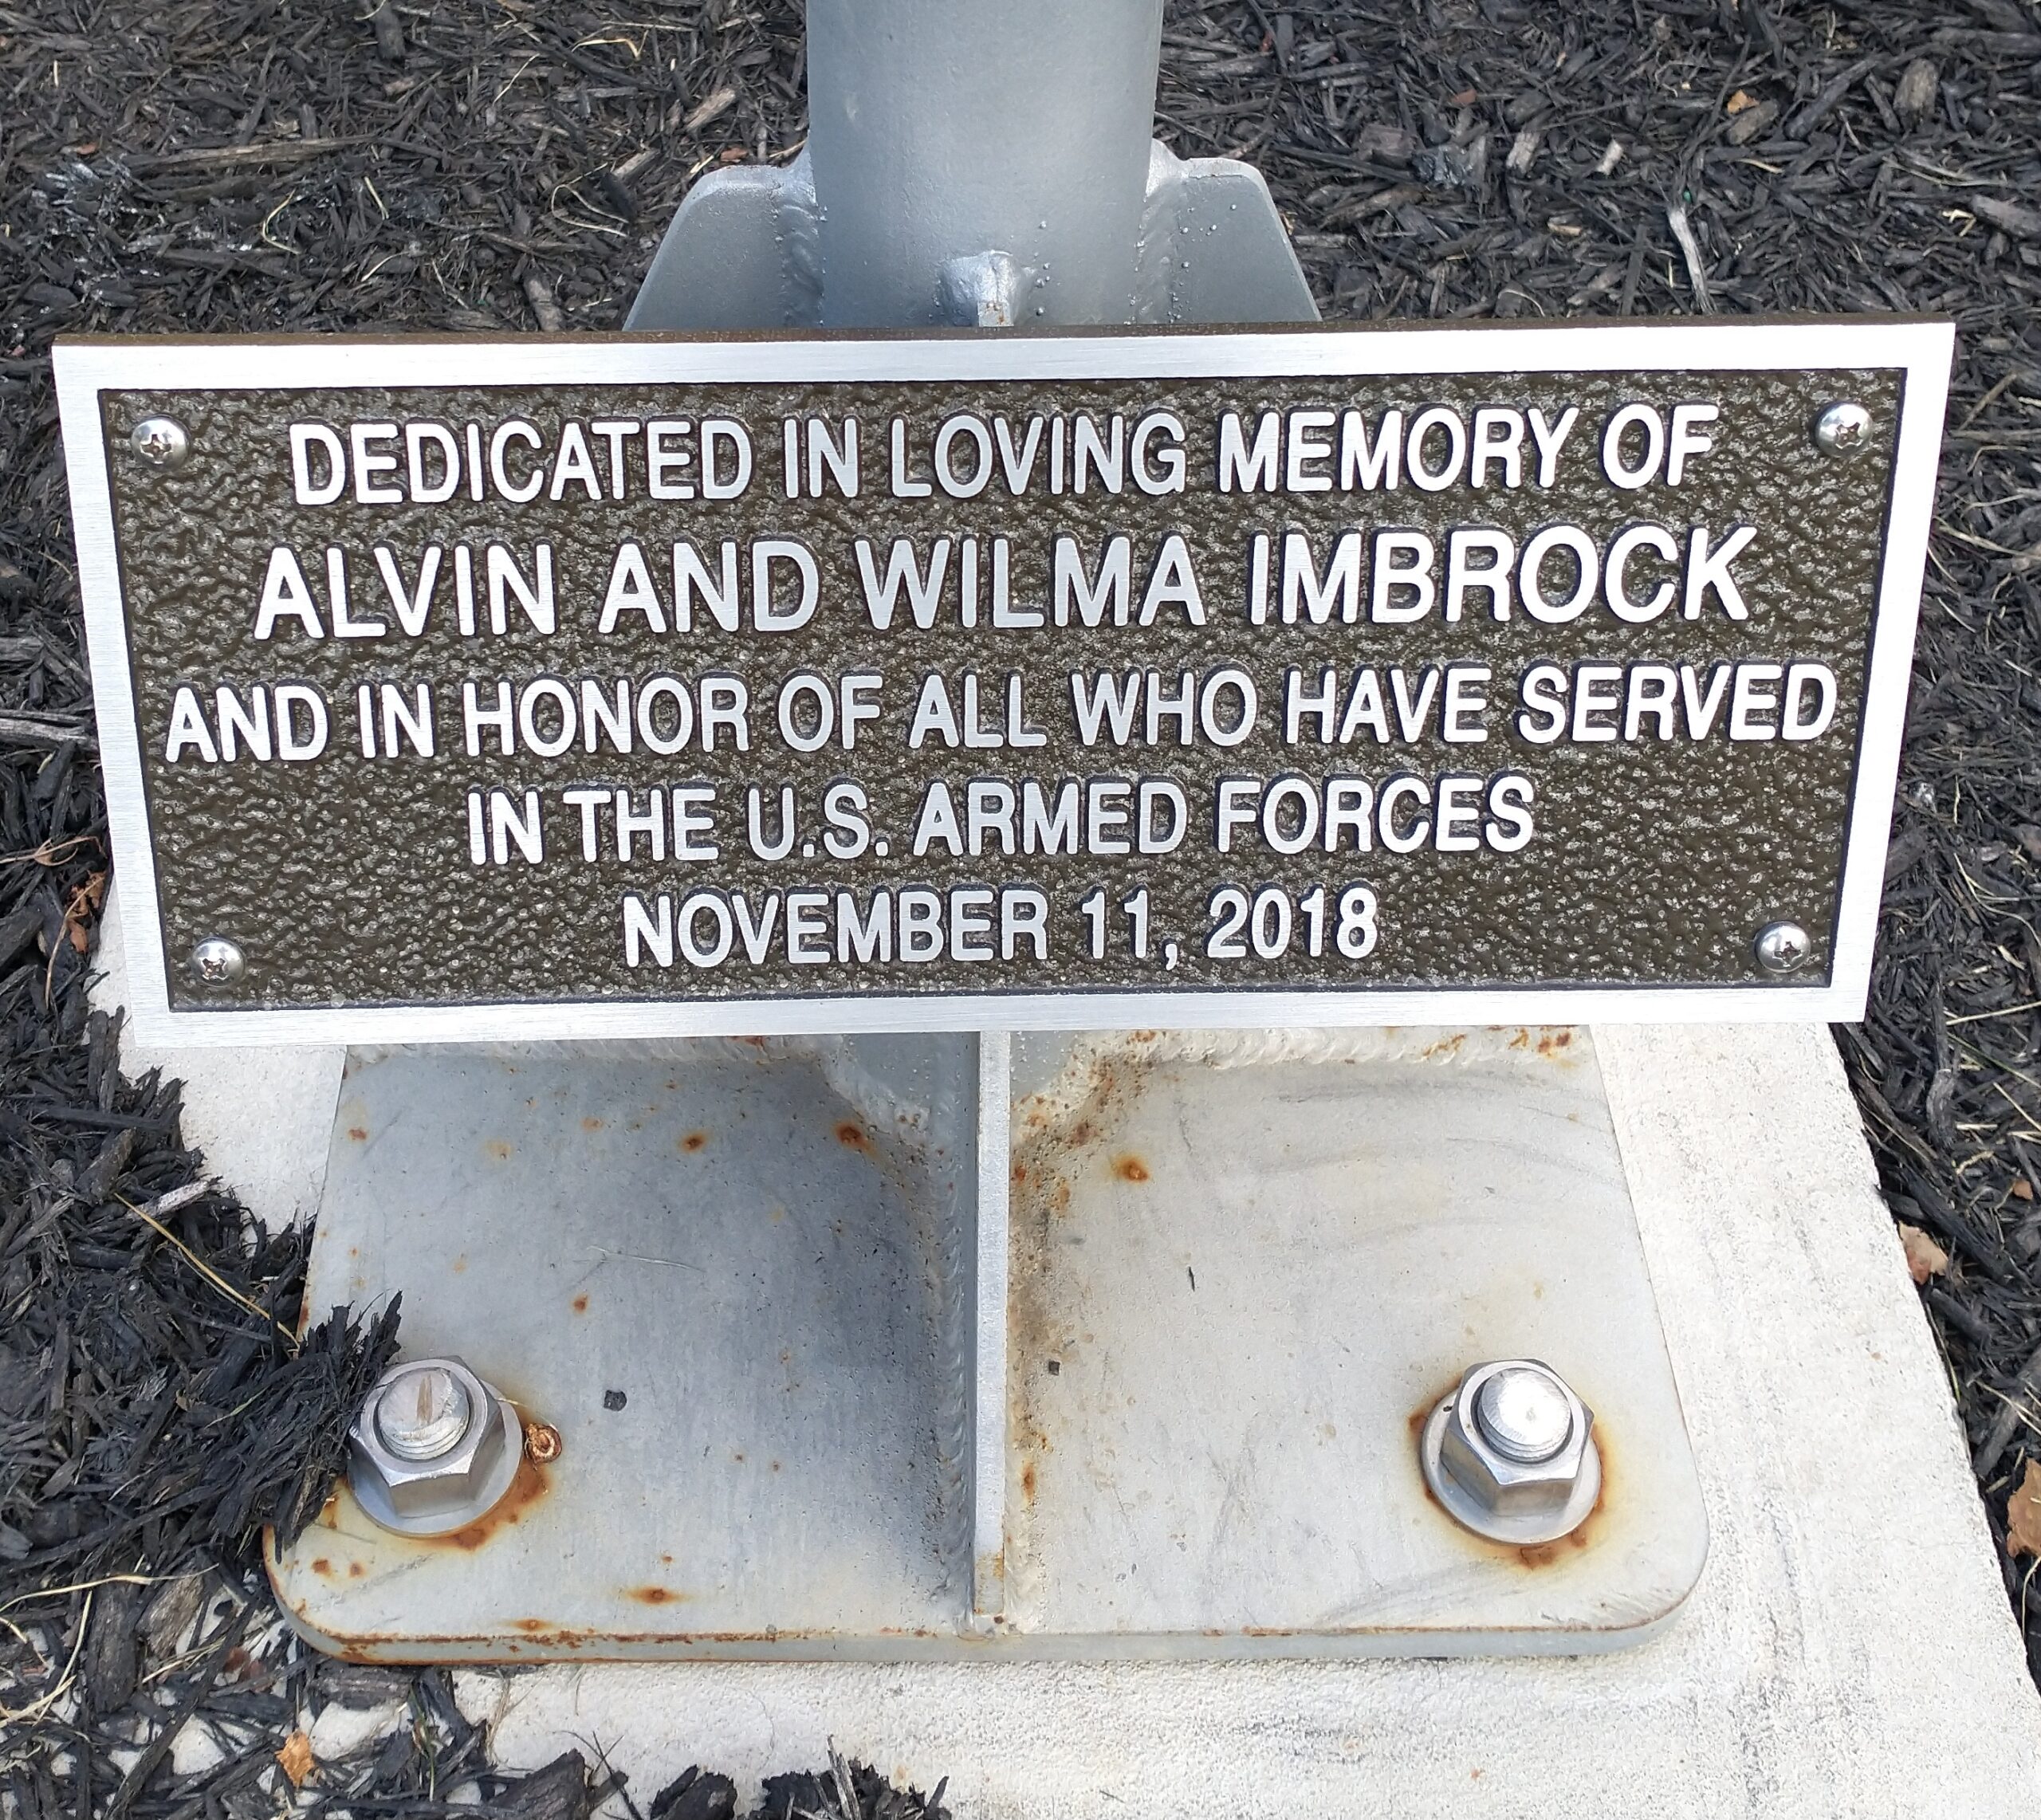 DEDICATED IN LOVING MEMORY OF
ALVIN AND WILMA IMBROCK
AND IN HONOR OF ALL WHO HAVE SERVED
IN THE U.S. ARMED FORCES
NOVEMBER 11, 2018